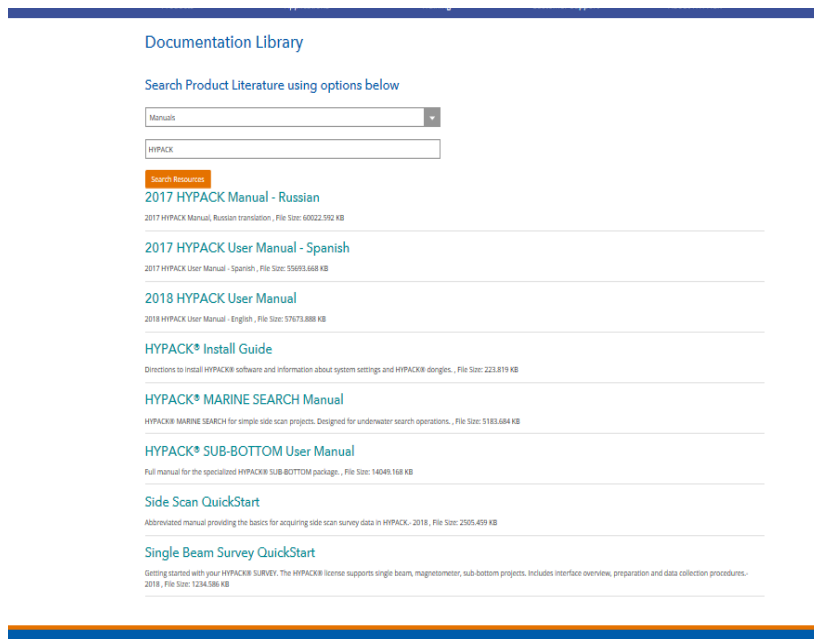 Documentation Library
Search Product Literature using options below
Manuals
HYPACK
Search Resources
2017 HYPACK Manual - Russian
2017 HYPACK Manual, Russian translation , File Size: 60022.592 KB
2017 HYPACK User Manual - Spanish
2017 HYPACK User Manual - Spanish , File Size: 55693.668 KB
2018 HYPACK User Manual
2018 HYPACK User Manual - English , File Size: 57673.888 KB
HYPACK® Install Guide
Directions to install HYPACK® software and information about system settings and HYPACK® dongles. , File Size: 223.819 KB
HYPACK® MARINE SEARCH Manual
HYPACK® MARINE SEARCH for simple side scan projects. Designed for underwater search operations. , File Size: 5183.684 KB
HYPACK® SUB-BOTTOM User Manual
Full manual for the specialized HYPACK® SUB-BOTTOM package. , File Size: 14049.168 KB
Side Scan QuickStart
Abbreviated manual providing the basics for acquiring side scan survey data in HYPACK.- 2018 , File Size: 2505.459 KB
Single Beam Survey QuickStart
Getting started with your HYPACK® SURVEY. The HYPACK® license supports single beam, magnetometer, sub-bottom projects. Includes interface overview, preparation and data collection procedures.-
2018 , File Size: 1234.586 KB